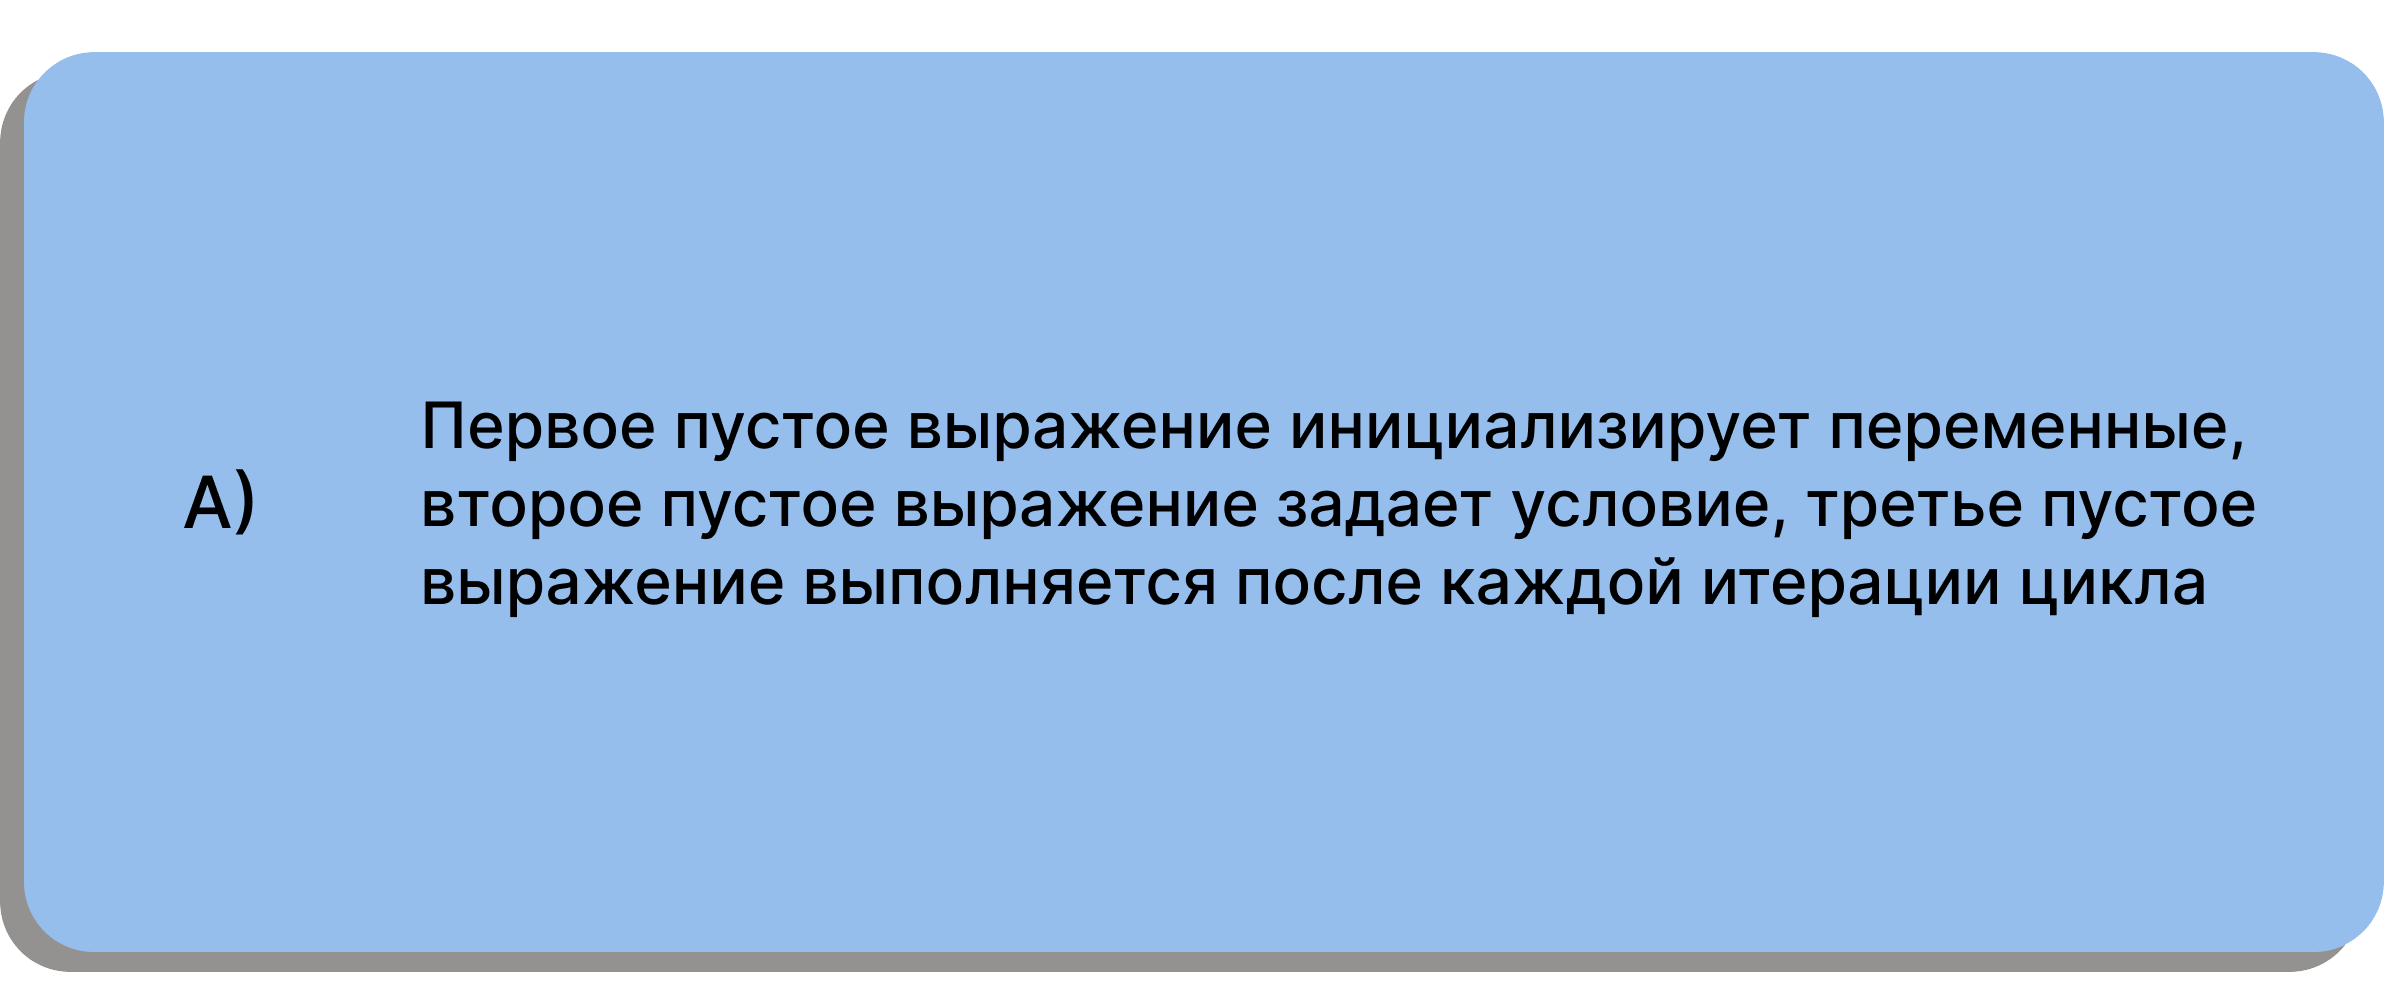 А)
Первое пустое выражение инициализирует переменные,
второе пустое выражение задает условие, третье пустое
выражение выполняется после каждой итерации цикла